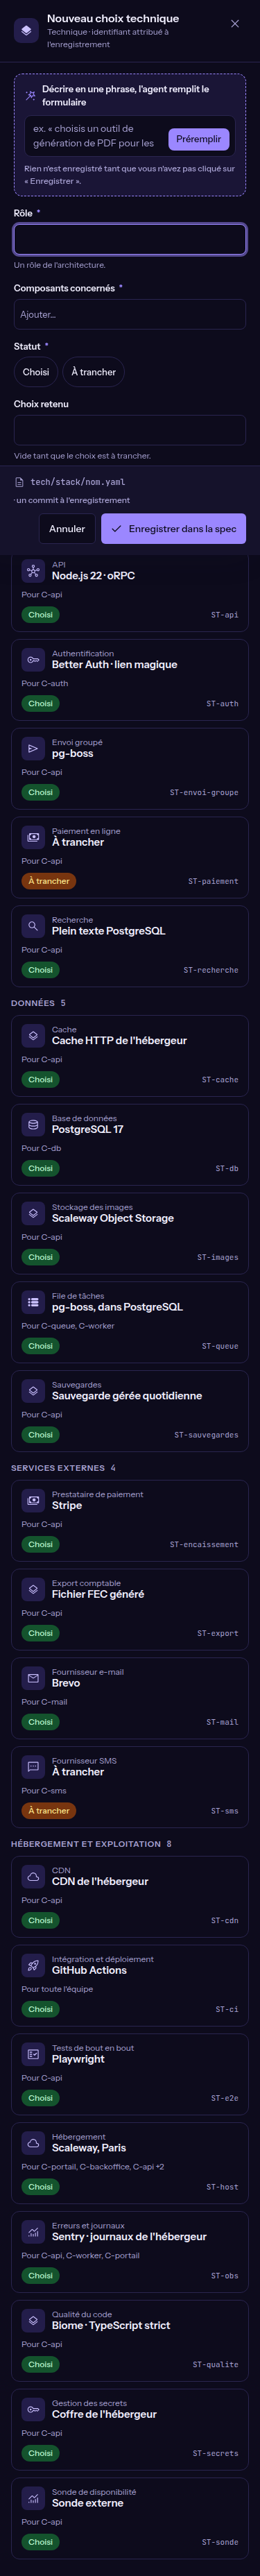 Nouveau choix technique
Technique · identifiant attribué à
l'enregistrement
Décrire en une phrase, l'agent remplit le
formulaire
ex. « choisis un outil de
génération de PDF pour les
Préremplir
Rien n'est enregistré tant que vous n'avez pas cliqué sur
« Enregistrer ».
Rôle *
Un rôle de l'architecture.
Composants concernés *
Ajouter…
Statut *
Choisi
À trancher
Choix retenu
Vide tant que le choix est à trancher.
tech/stack/nom.yaml
· un commit à l'enregistrement
Annuler
Enregistrer dans la spec
API
Node.js 22 · oRPC
Pour C-api
Choisi
ST-api
Authentification
Better Auth · lien magique
Pour C-auth
Choisi
ST-auth
Envoi groupé
pg-boss
Pour C-api
Choisi
ST-envoi-groupe
Paiement en ligne
À trancher
Pour C-api
À trancher
ST-paiement
Recherche
Plein texte PostgreSQL
Pour C-api
Choisi
ST-recherche
DONNÉES 5
Cache
Cache HTTP de l'hébergeur
Pour C-api
Choisi
ST-cache
Base de données
PostgreSQL 17
Pour C-db
Choisi
ST-db
Stockage des images
Scaleway Object Storage
Pour C-api
Choisi
ST-images
File de tâches
pg-boss, dans PostgreSQL
Pour C-queue, C-worker
Choisi
ST-queue
Sauvegardes
Sauvegarde gérée quotidienne
Pour C-api
Choisi
ST-sauvegardes
SERVICES EXTERNES 4
Prestataire de paiement
Stripe
Pour C-api
Choisi
ST-encaissement
Export comptable
Fichier FEC généré
Pour C-api
Choisi
ST-export
Fournisseur e-mail
Brevo
Pour C-mail
Choisi
ST-mail
Fournisseur SMS
À trancher
Pour C-sms
À trancher
ST-sms
HÉBERGEMENT ET EXPLOITATION 8
CDN
CDN de l'hébergeur
Pour C-api
Choisi
ST-cdn
Intégration et déploiement
GitHub Actions
Pour toute l'équipe
Choisi
ST-ci
Tests de bout en bout
Playwright
Pour C-api
Choisi
ST-e2e
Hébergement
Scaleway, Paris
Pour C-portail, C-backoffice, C-api +2
Choisi
ST-host
Erreurs et journaux
Sentry · journaux de l'hébergeur
Pour C-api, C-worker, C-portail
Choisi
ST-obs
Qualité du code
Biome · TypeScript strict
Pour C-api
Choisi
ST-qualite
Gestion des secrets
Coffre de l'hébergeur
Pour C-api
Choisi
ST-secrets
Sonde de disponibilité
Sonde externe
Pour C-api
Choisi
ST-sonde